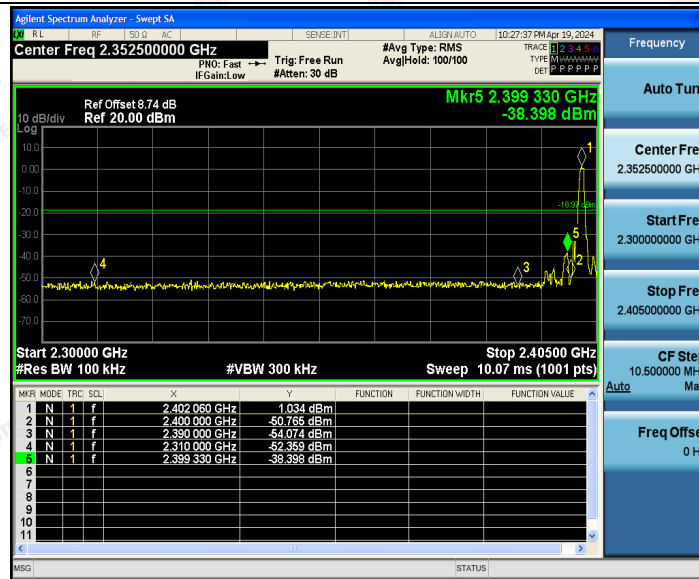 Agilent Spectrum Analyzer - Swept SA
LXI RL RF 50 Ω AC SENSE:INT ALIGN AUTO 10:27:37 PM Apr 19, 2024
Center Freq 2.352500000 GHz #Avg Type: RMS TRACE 1 2 3 4 5 6
PNO: Fast Trig: Free Run Avg|Hold: 100/100 TYPE M
IFGain:Low #Atten: 30 dB DET P P P P P P
Frequency
Mkr5 2.399 330 GHz
Ref Offset 8.74 dB
10 dB/div Ref 20.00 dBm -38.398 dBm
Log
10.0
0.00
-10.0
-20.0
-30.0
-40.0
-50.0
-60.0
-70.0
1
5
4
3
2
Start 2.30000 GHz Stop 2.40500 GHz
#Res BW 100 kHz #VBW 300 kHz Sweep 10.07 ms (1001 pts)
MKR MODE TRC SCL X Y FUNCTION FUNCTION WIDTH FUNCTION VALUE
1 N 1 f 2.402 060 GHz 1.034 dBm
2 N 1 f 2.400 000 GHz -50.765 dBm
3 N 1 f 2.390 000 GHz -54.074 dBm
4 N 1 f 2.310 000 GHz -52.359 dBm
5 N 1 f 2.399 330 GHz -38.398 dBm
6
7
8
9
10
11
MSG STATUS
Auto Tun
Center Fre
2.352500000 GH
Start Fre
2.300000000 GH
Stop Fre
2.405000000 GH
CF Ste
10.500000 MH
Auto Ma
Freq Offse
0 H